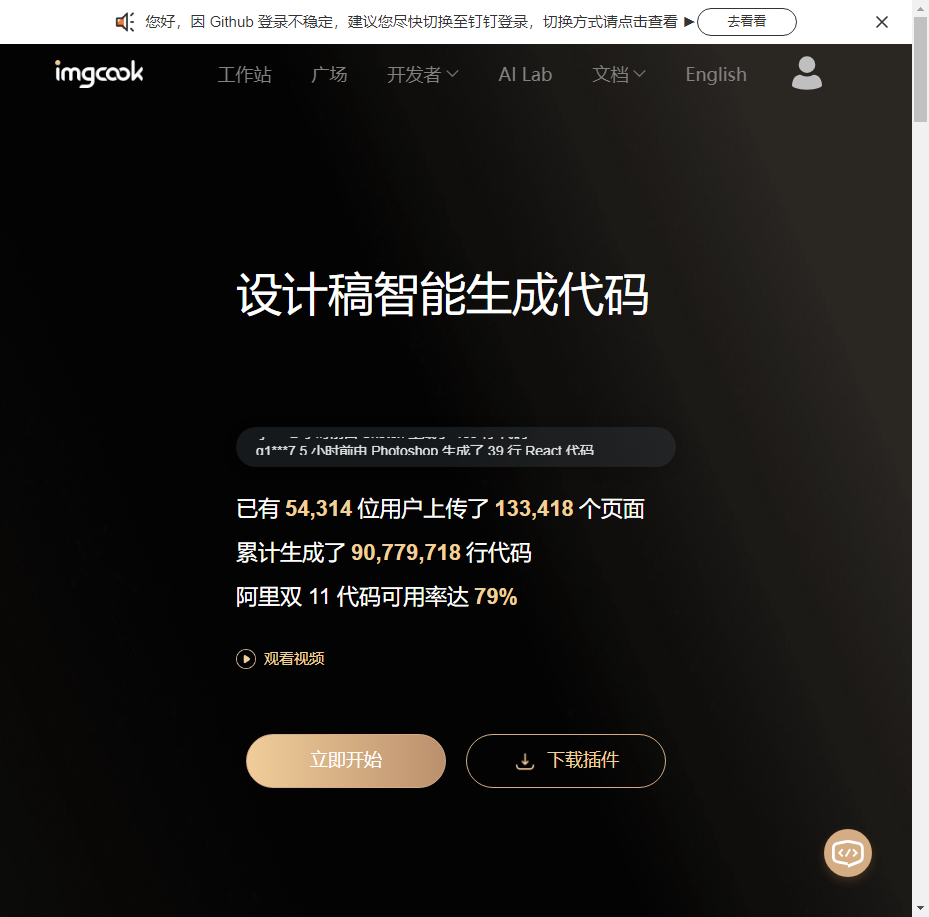 您好，因 Github 登录不稳定，建议您尽快切换至钉钉登录，切换方式请点击查看 ▶ 去看看
imgcook 工作站 广场 开发者 AI Lab 文档 English
设计稿智能生成代码
g1***7 5 小时前由 Photoshop 生成了 39 行 React 代码
已有 54,314 位用户上传了 133,418 个页面
累计生成了 90,779,718 行代码
阿里双 11 代码可用率达 79%
观看视频
立即开始 下载插件